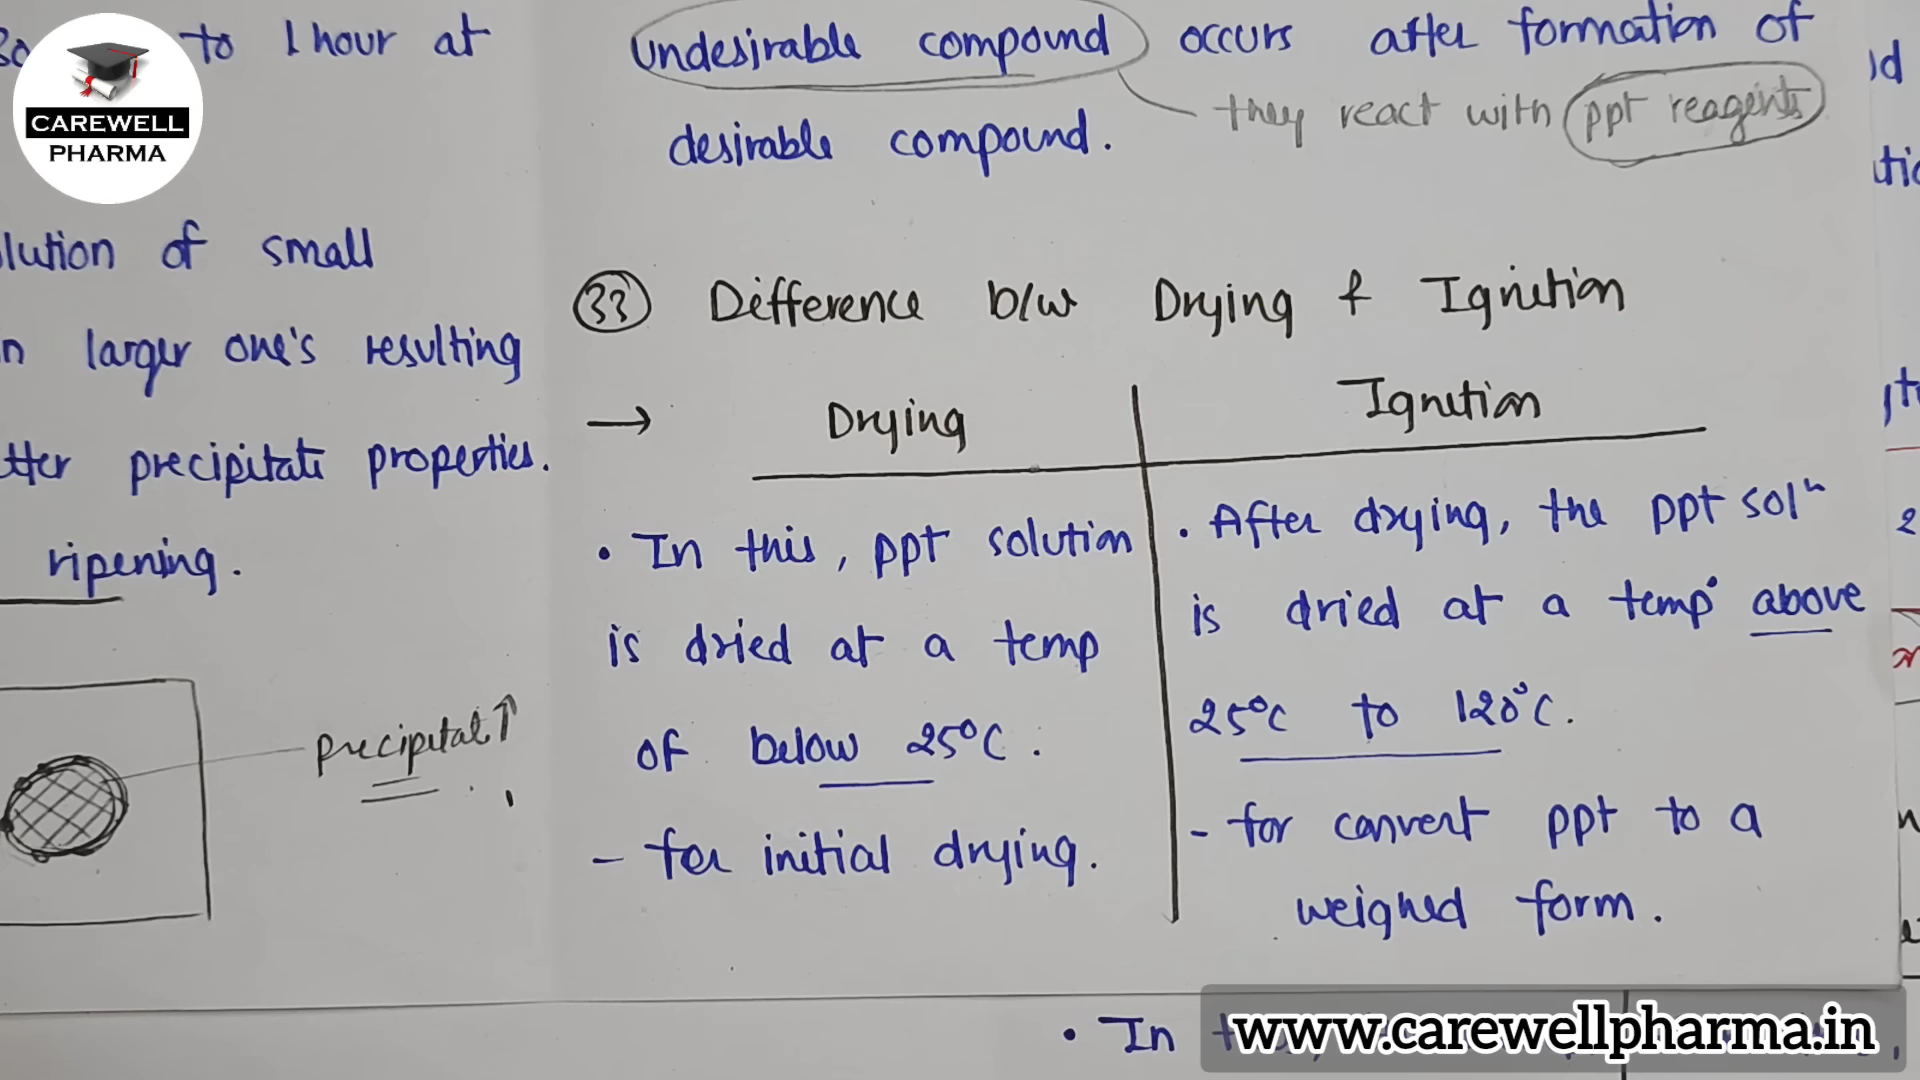 to 1 hour at
CAREWELL
PHARMA
lution of small
n larger one's resulting
tter precipitate properties.
ripening.
precipitate↑
undesirable compound occurs after formation of
they react with ppt reagents
desirable compound.
33 Difference b/w Drying & Ignition
→ Drying
Ignition
• In this, ppt solution
is dried at a temp
of below 25°C.
- for initial drying.
• After drying, the ppt solⁿ
is dried at a temp. above
25°C to 120°C.
- for convert ppt to a
weighed form.
• In
www.carewellpharma.in